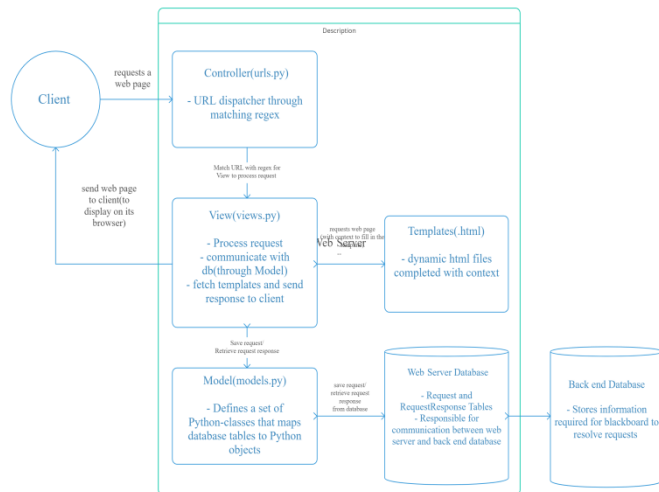 Description
requests a
web page
Controller(urls.py)
- URL dispatcher through
matching regex
Client
Match URL with regex for
View to process request
send web page
to client(to
display on its
browser)
View(views.py)
- Process request
- communicate with
db(through Model)
- fetch templates and send
response to client
requests web page
(with context to fill in the
Web Server
...
Templates(.html)
- dynamic html files
completed with context
Save request/
Retrieve request response
Model(models.py)
- Defines a set of
Python-classes that maps
database tables to Python
objects
save request/
retrieve request
response
from database
Web Server Database
- Request and
RequestResponse Tables
- Responsible for
communication between web
server and back end database
Back end Database
- Stores information
required for blackboard to
resolve requests